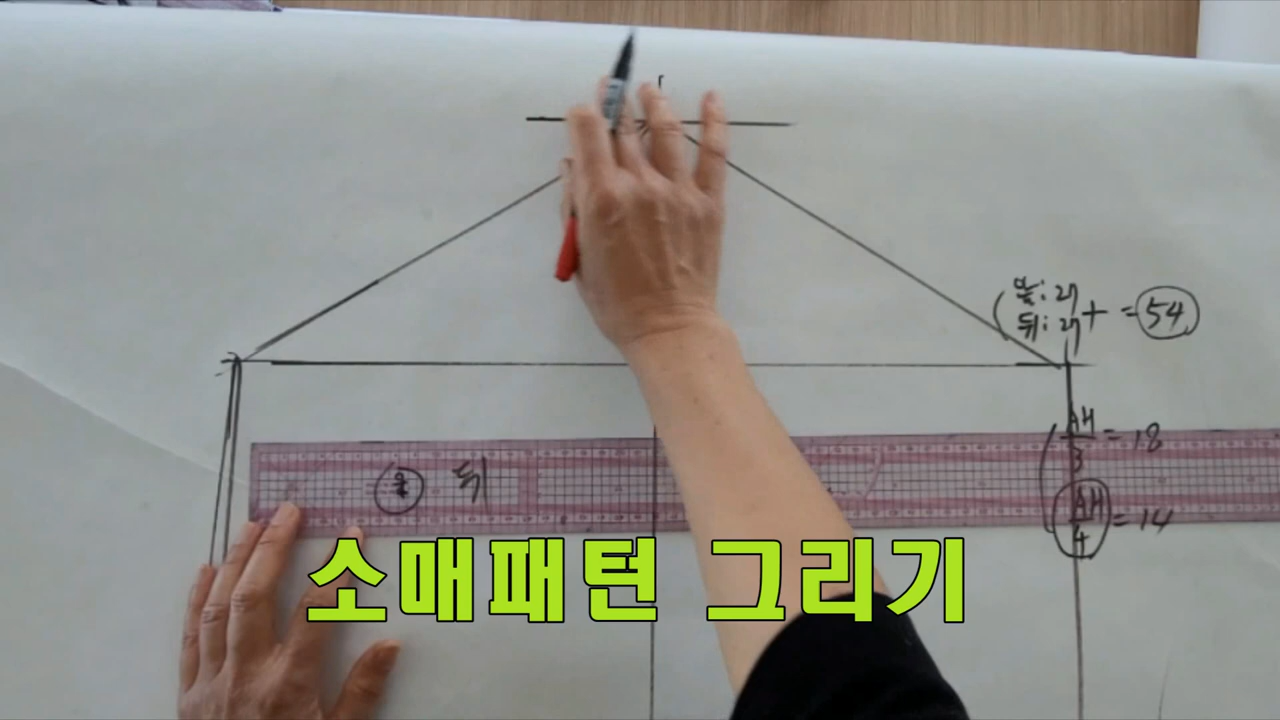 앞: 27
뒤: 27
+ = 54
AH/3 = 18
AH/4 = 14
뒤
소매패턴 그리기